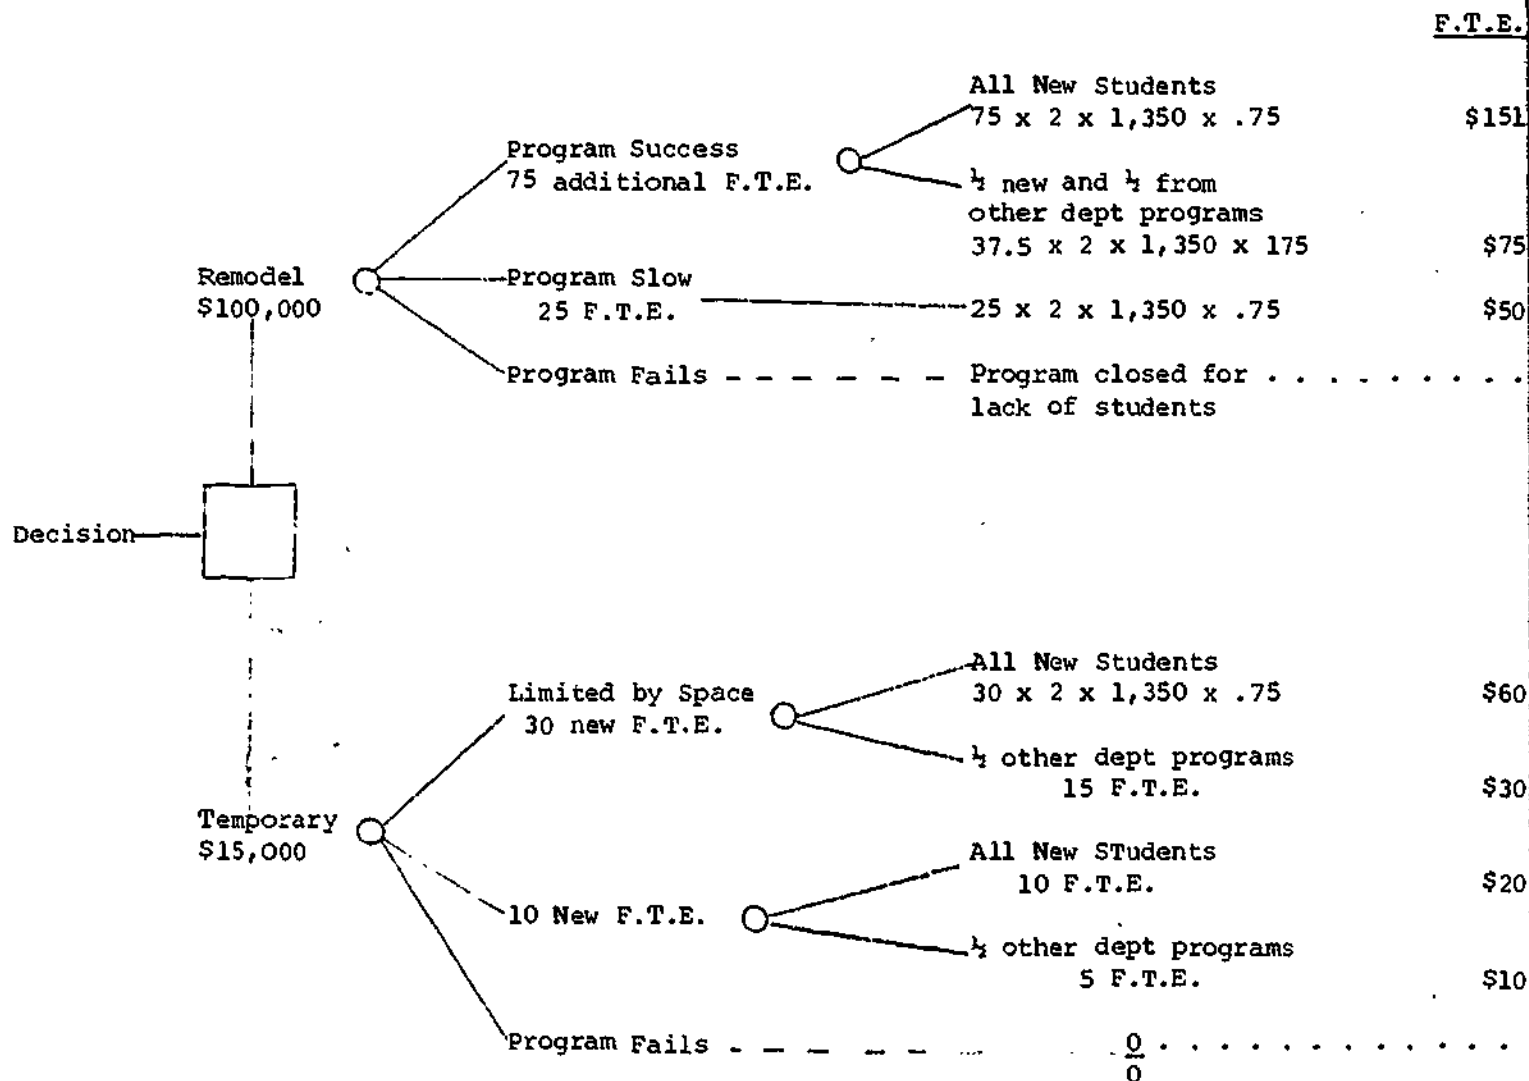 F.T.E.
All New Students
75 x 2 x 1,350 x .75 $151
Program Success
75 additional F.T.E.
½ new and ½ from
other dept programs
37.5 x 2 x 1,350 x 175 $75
Remodel
$100,000
Program Slow
25 F.T.E.
25 x 2 x 1,350 x .75 $50
Program Fails - - - - - - Program closed for . . . . . . . . .
lack of students
Decision
All New Students
30 x 2 x 1,350 x .75 $60
Limited by Space
30 new F.T.E.
½ other dept programs
15 F.T.E. $30
Temporary
$15,000
All New STudents
10 F.T.E. $20
10 New F.T.E.
½ other dept programs
5 F.T.E. $10
Program Fails - - - - - 0 . . . . . . . . . . . . .
0